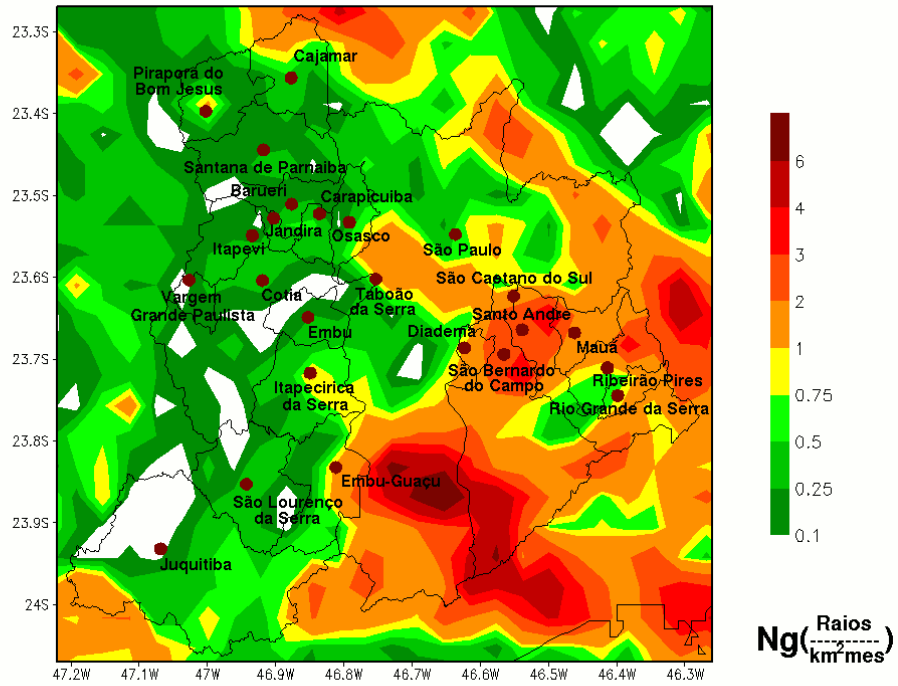 23.3S
23.4S
23.5S
23.6S
23.7S
23.8S
23.9S
24S
Cajamar
Pirapora do
Bom Jesus
Santana de Parnaiba
Barueri
Carapicuiba
Jandira
Osasco
Itapevi
São Paulo
São Caetano do Sul
Vargem
Grande Paulista
Cotia
Taboão
da Serra
Santo Andre
Embu
Diadema
Mauá
São Bernardo
do Campo
Ribeirão Pires
Itapecirica
da Serra
Rio Grande da Serra
Embu-Guaçu
São Lourenço
da Serra
Juquitiba
47.2W
47.1W
47W
46.9W
46.8W
46.7W
46.6W
46.5W
46.4W
46.3W
6
4
3
2
1
0.75
0.5
0.25
0.1
Ng(Raios
--------
km²mes)